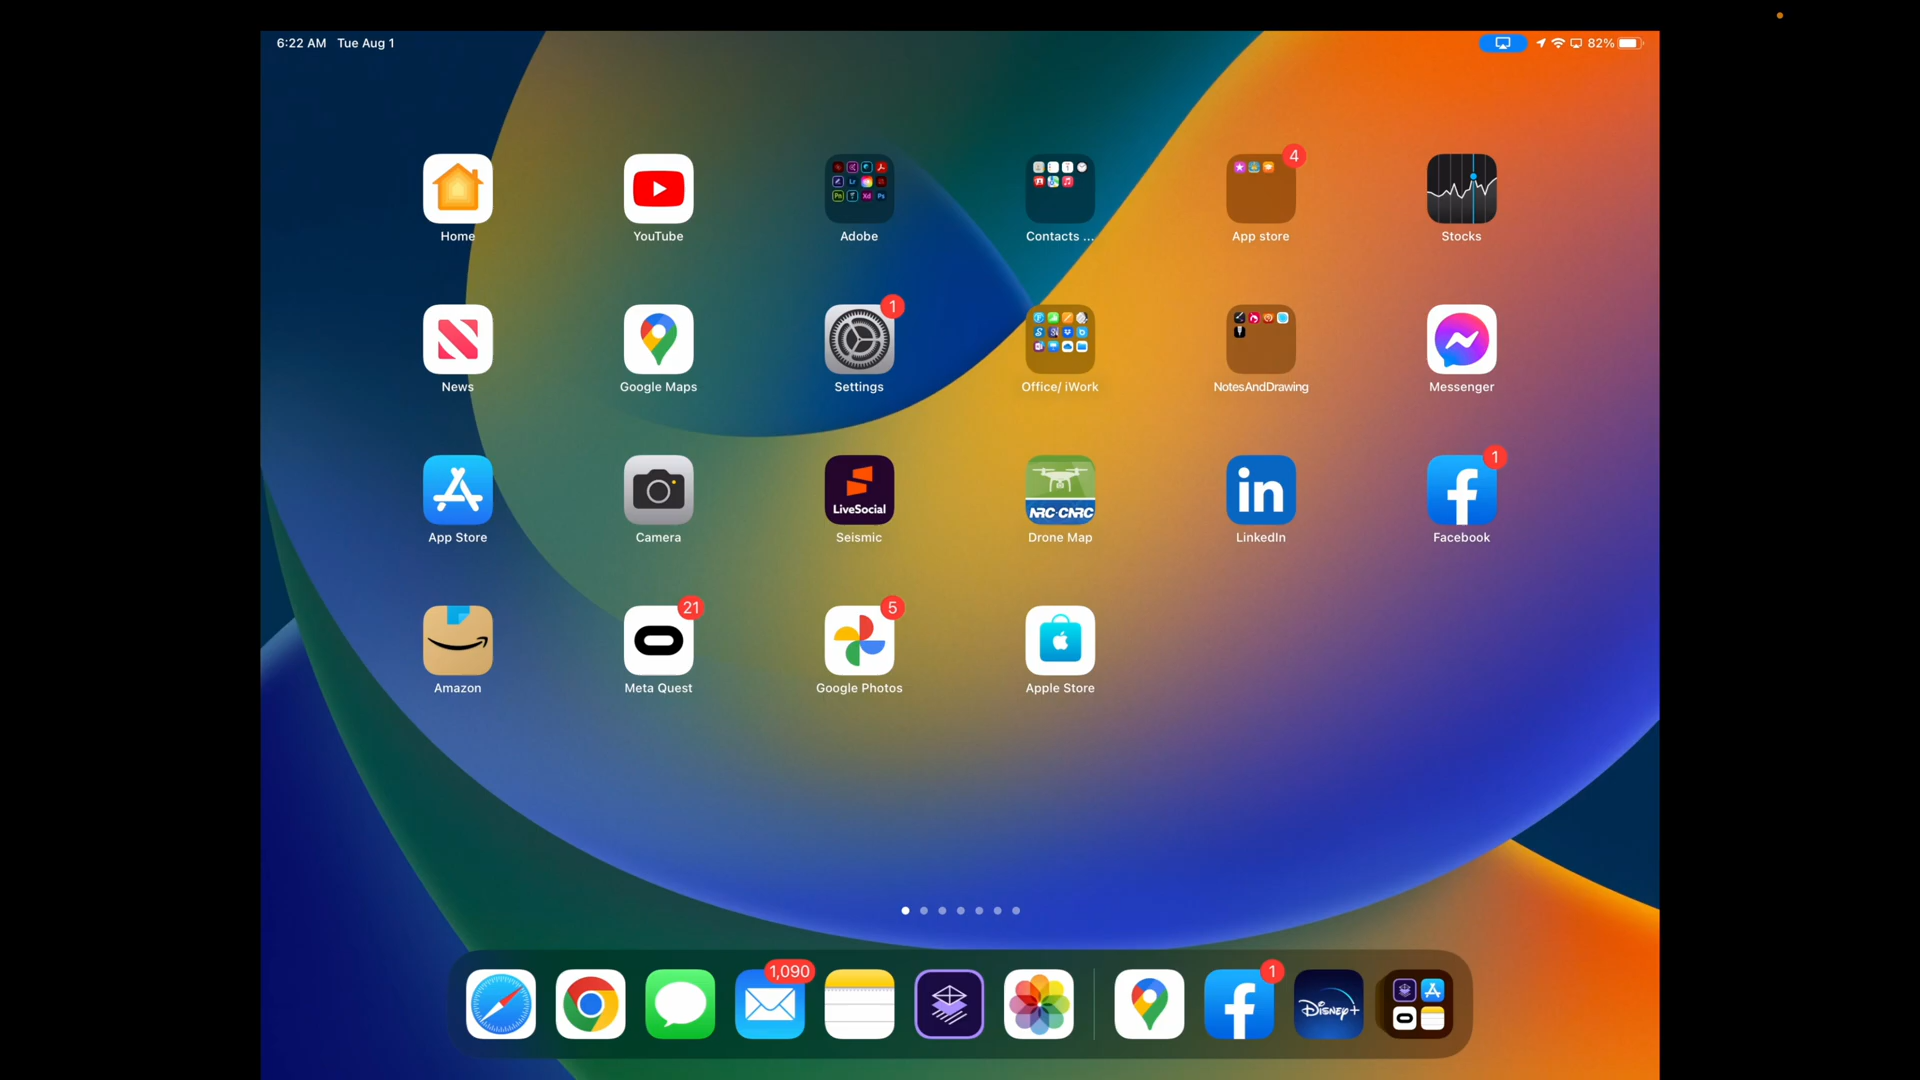 6:22 AM Tue Aug 1
82%
4
Home YouTube Adobe Contacts ... App store Stocks
1
News Google Maps Settings Office/ iWork NotesAndDrawing Messenger
LiveSocial
NRC·CNRC
in
1
App Store Camera Seismic Drone Map LinkedIn Facebook
21
5
Amazon Meta Quest Google Photos Apple Store
1,090
1
Disney+